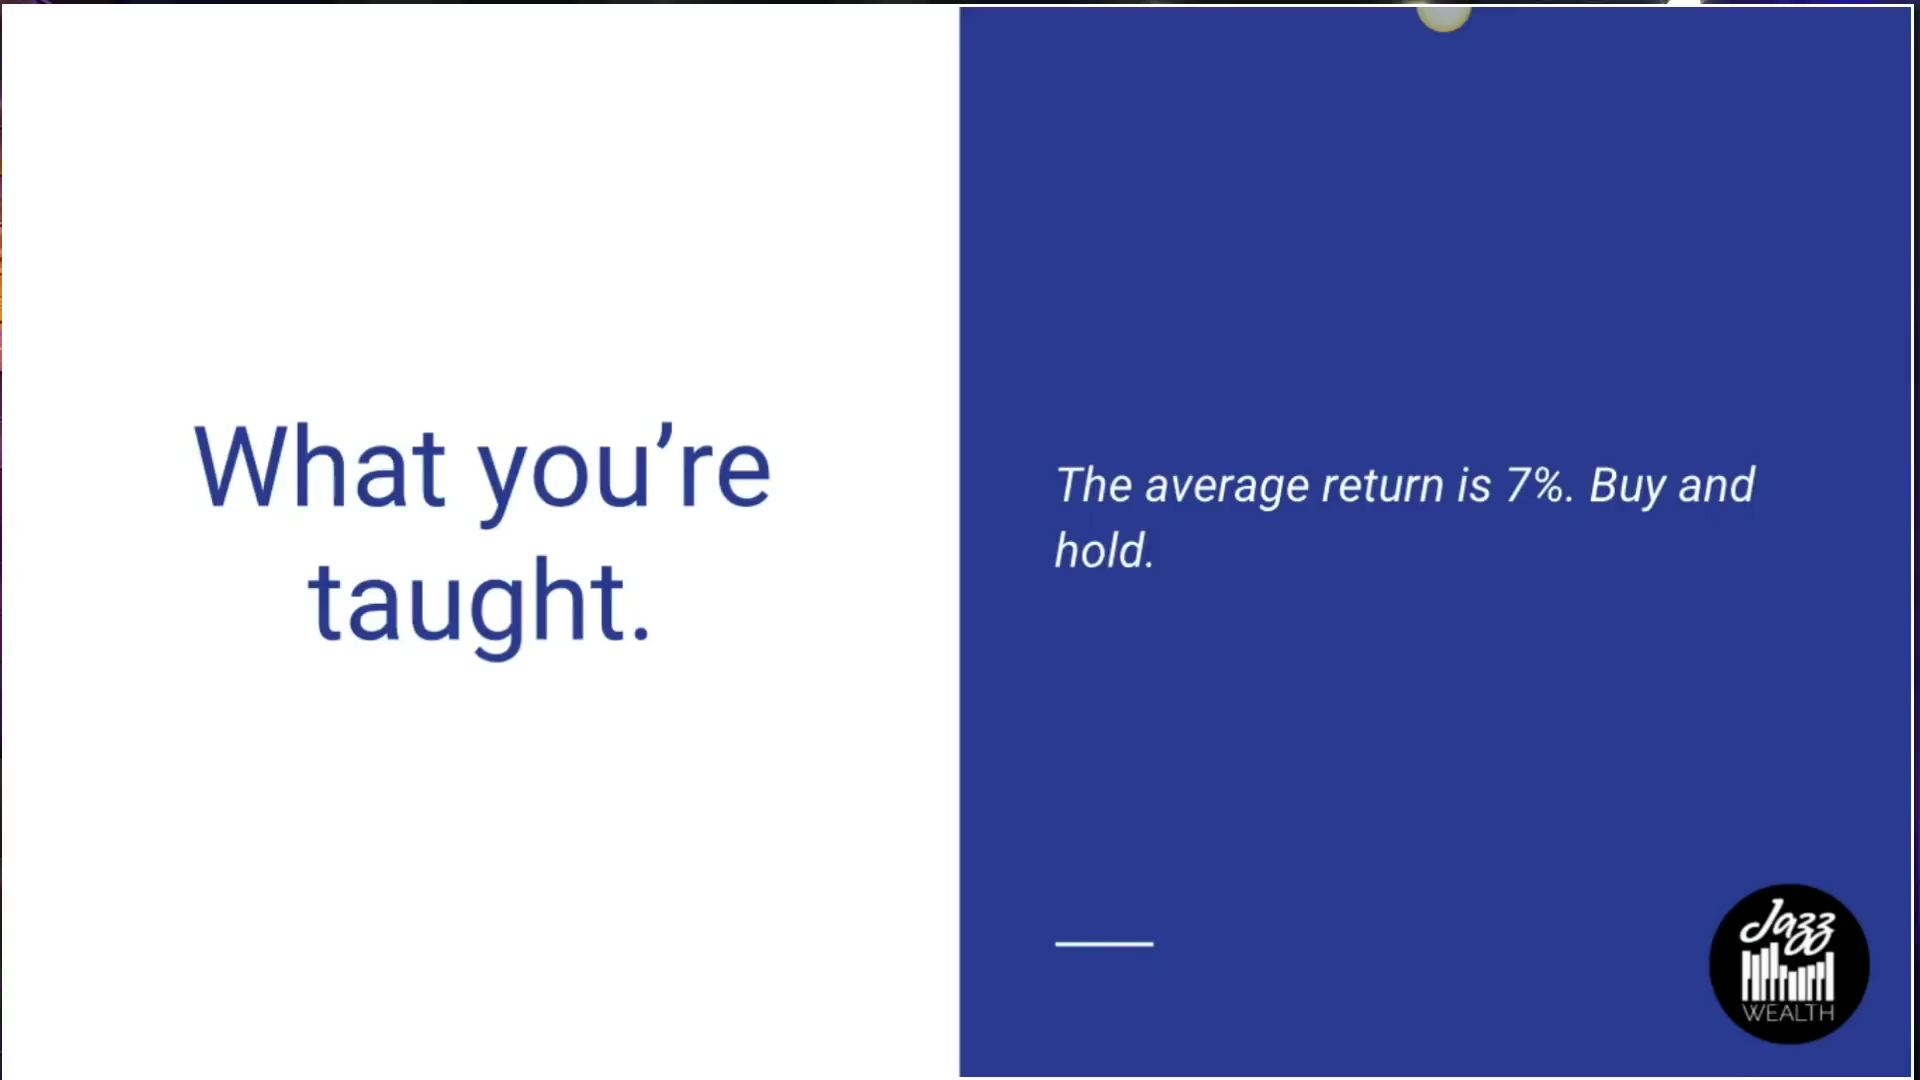 What you’re
taught.
The average return is 7%. Buy and
hold.
Jazz
WEALTH